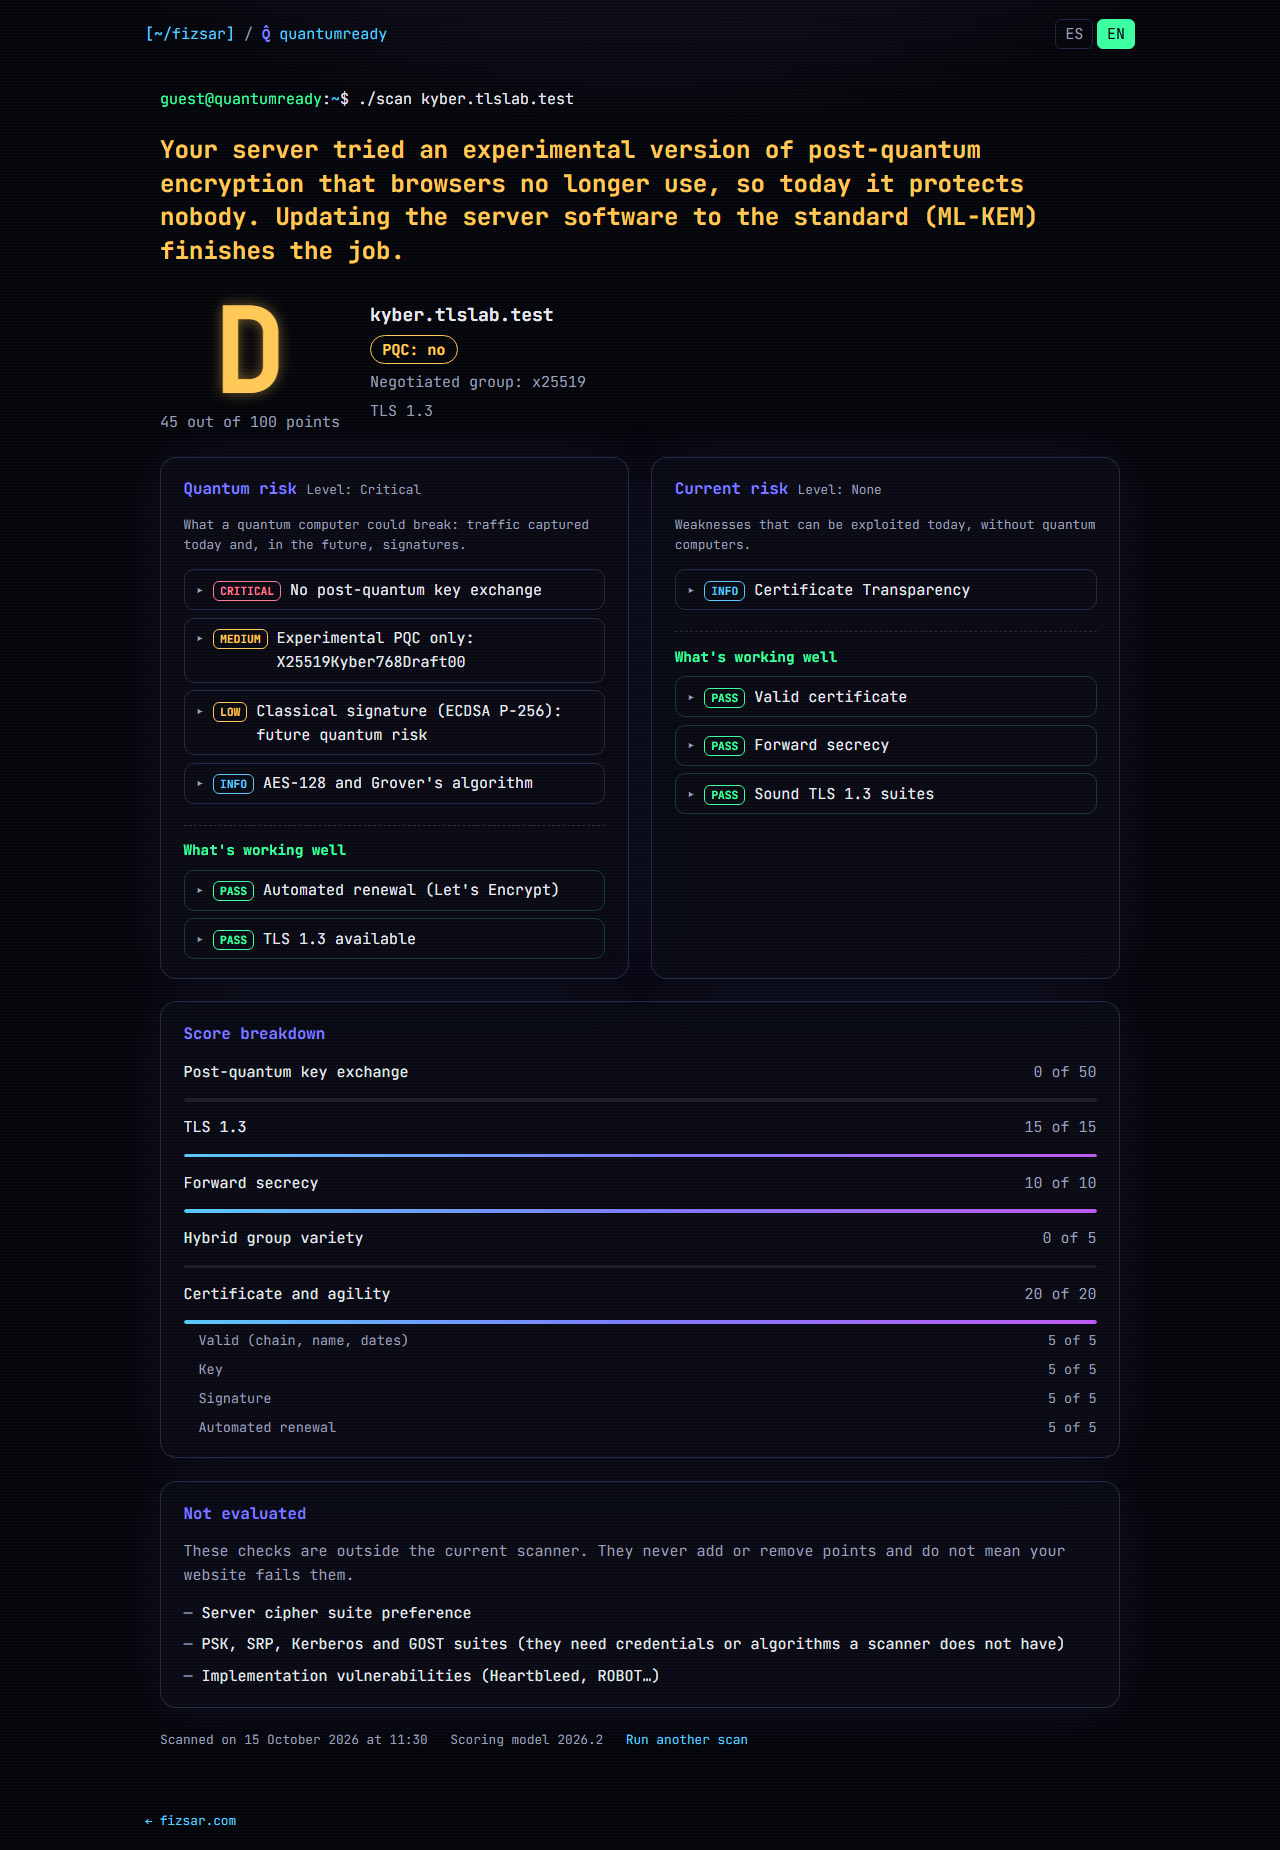 [~/fizsar] / Q̂ quantumready
ES EN
guest@quantumready:~$ ./scan kyber.tlslab.test
Your server tried an experimental version of post-quantum
encryption that browsers no longer use, so today it protects
nobody. Updating the server software to the standard (ML-KEM)
finishes the job.
D
45 out of 100 points
kyber.tlslab.test
PQC: no
Negotiated group: x25519
TLS 1.3
Quantum risk Level: Critical
What a quantum computer could break: traffic captured
today and, in the future, signatures.
▸ CRITICAL No post-quantum key exchange
▸ MEDIUM Experimental PQC only:
X25519Kyber768Draft00
▸ LOW Classical signature (ECDSA P-256):
future quantum risk
▸ INFO AES-128 and Grover's algorithm
What's working well
▸ PASS Automated renewal (Let's Encrypt)
▸ PASS TLS 1.3 available
Current risk Level: None
Weaknesses that can be exploited today, without quantum
computers.
▸ INFO Certificate Transparency
What's working well
▸ PASS Valid certificate
▸ PASS Forward secrecy
▸ PASS Sound TLS 1.3 suites
Score breakdown
Post-quantum key exchange 0 of 50
TLS 1.3 15 of 15
Forward secrecy 10 of 10
Hybrid group variety 0 of 5
Certificate and agility 20 of 20
Valid (chain, name, dates) 5 of 5
Key 5 of 5
Signature 5 of 5
Automated renewal 5 of 5
Not evaluated
These checks are outside the current scanner. They never add or remove points and do not mean your
website fails them.
— Server cipher suite preference
— PSK, SRP, Kerberos and GOST suites (they need credentials or algorithms a scanner does not have)
— Implementation vulnerabilities (Heartbleed, ROBOT…)
Scanned on 15 October 2026 at 11:30 Scoring model 2026.2 Run another scan
← fizsar.com